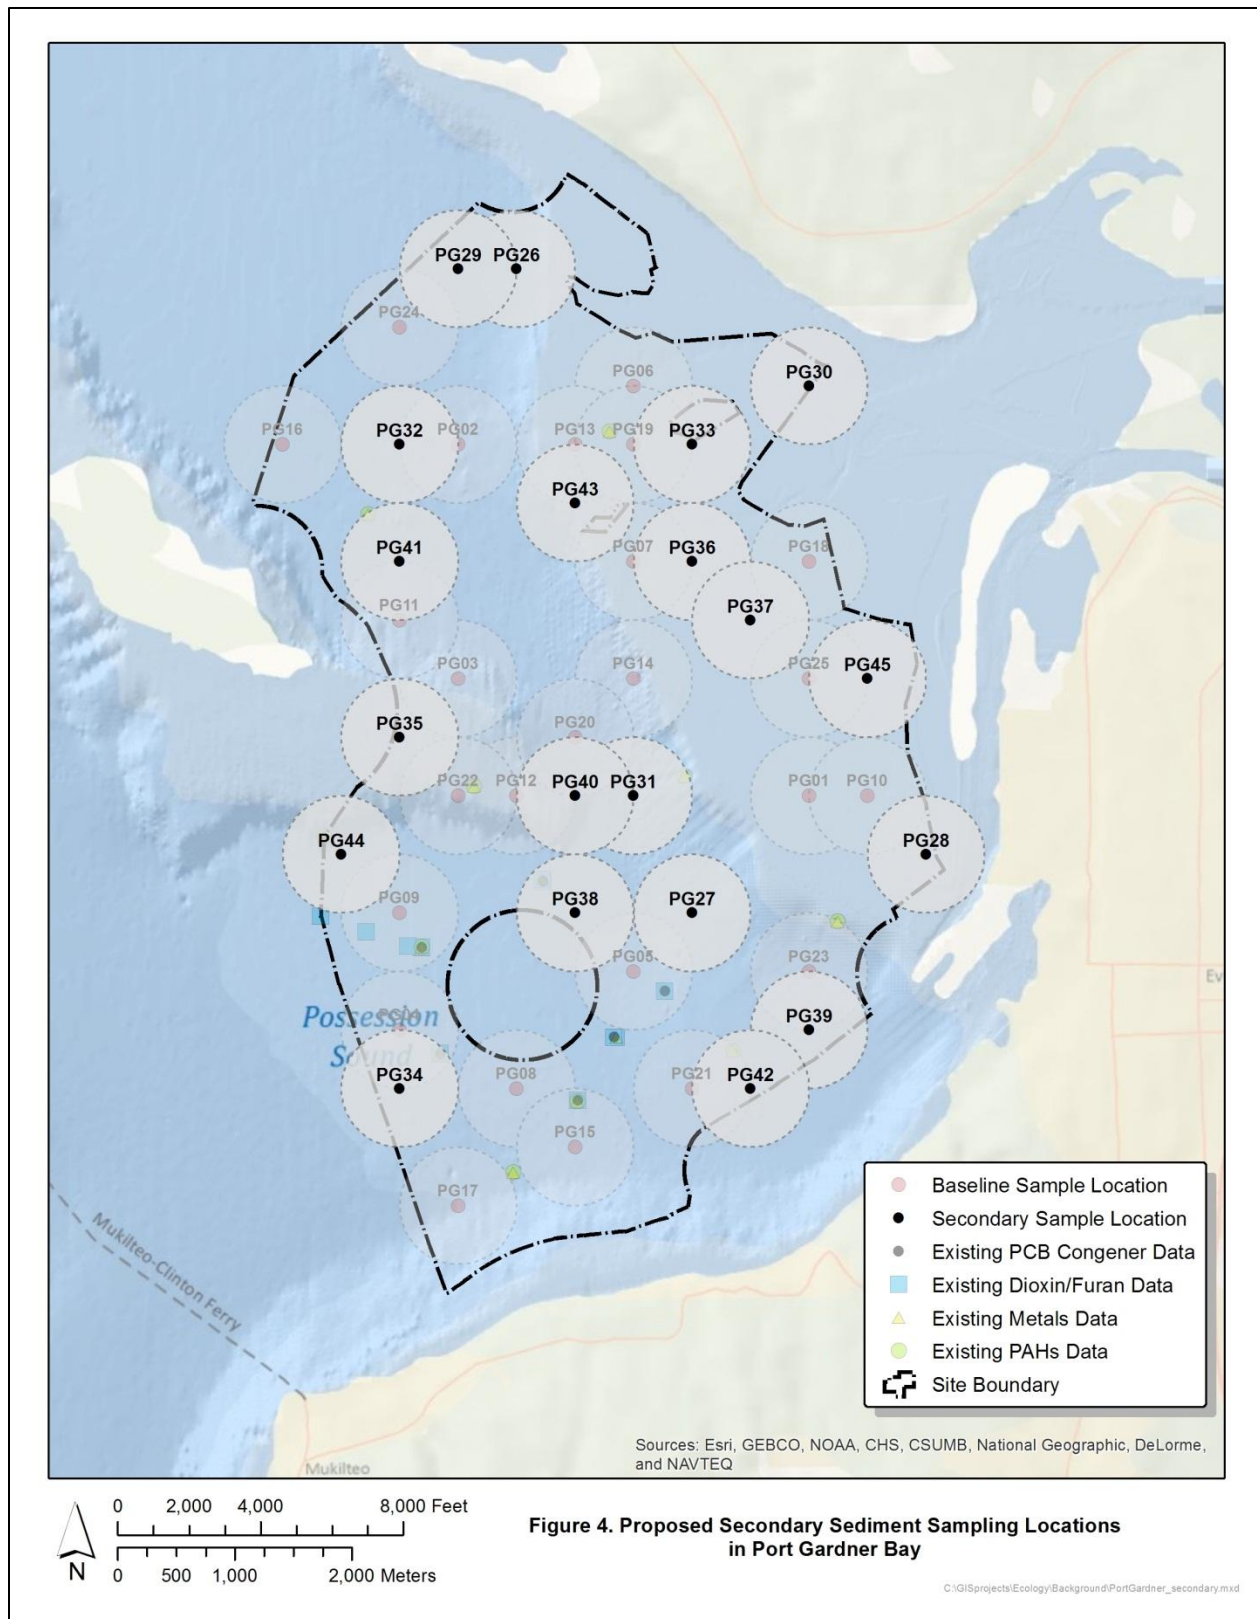 PG29 PG26
PG24
PG06
PG30
PG16
PG32
PG02
PG13
PG19
PG33
PG43
PG41
PG07
PG36
PG18
PG11
PG37
PG03
PG14
PG25
PG45
PG35
PG20
PG22
PG12
PG40
PG31
PG01
PG10
PG44
PG28
PG09
PG38
PG27
PG05
PG23
Ev
Possession
Sound
PG39
PG34
PG08
PG21
PG42
PG15
PG17
Mukilteo-Clinton Ferry
Mukilteo
Baseline Sample Location
Secondary Sample Location
Existing PCB Congener Data
Existing Dioxin/Furan Data
Existing Metals Data
Existing PAHs Data
Site Boundary
Sources: Esri, GEBCO, NOAA, CHS, CSUMB, National Geographic, DeLorme,
and NAVTEQ
N
0 2,000 4,000 8,000 Feet
0 500 1,000 2,000 Meters
Figure 4. Proposed Secondary Sediment Sampling Locations
in Port Gardner Bay
C:\GISprojects\Ecology\Background\PortGardner_secondary.mxd